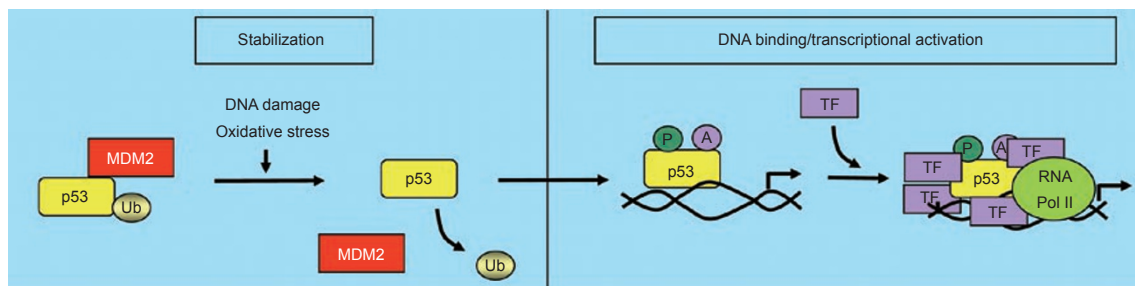 Stabilization
DNA binding/transcriptional activation
DNA damage
Oxidative stress
MDM2
p53
Ub
p53
MDM2
Ub
P
A
p53
TF
P
A
TF
TF
p53
TF
TF
RNA
Pol II